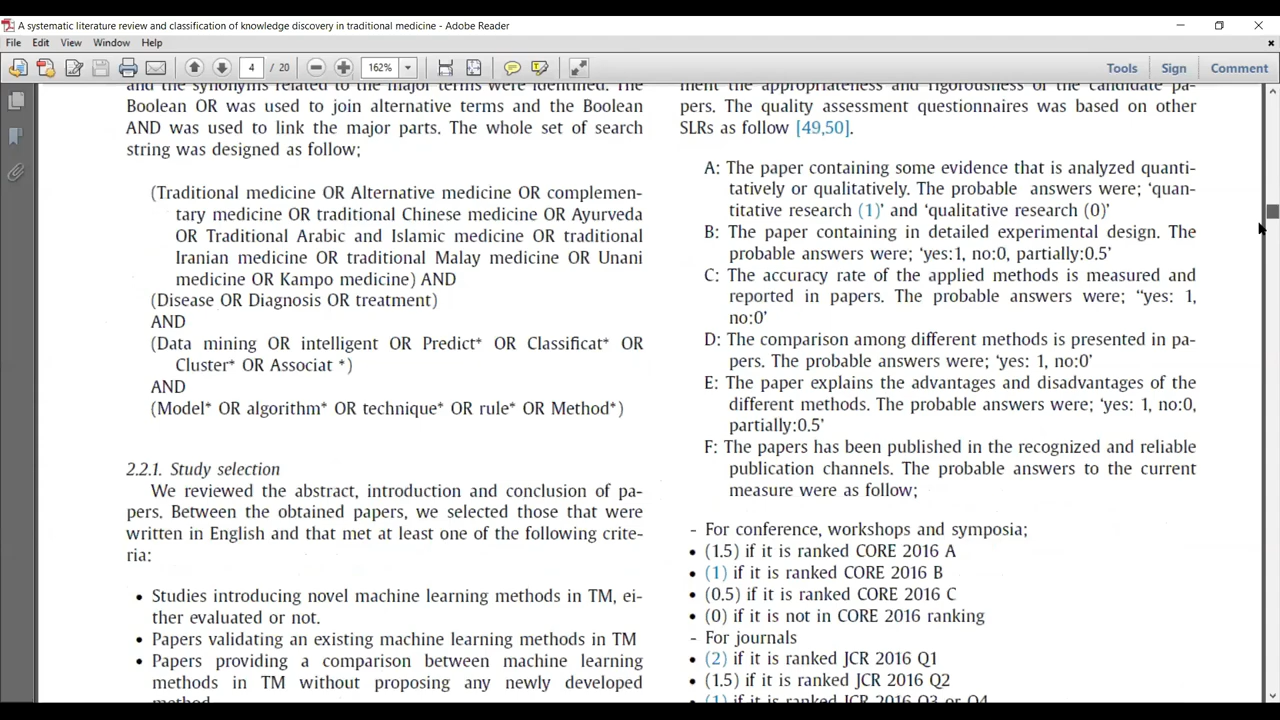 A systematic literature review and classification of knowledge discovery in traditional medicine - Adobe Reader
File Edit View Window Help
4 / 20 162% Tools Sign Comment
and the synonyms related to the major terms were identified. The
Boolean OR was used to join alternative terms and the Boolean
AND was used to link the major parts. The whole set of search
string was designed as follow;
(Traditional medicine OR Alternative medicine OR complemen-
tary medicine OR traditional Chinese medicine OR Ayurveda
OR Traditional Arabic and Islamic medicine OR traditional
Iranian medicine OR traditional Malay medicine OR Unani
medicine OR Kampo medicine) AND
(Disease OR Diagnosis OR treatment)
AND
(Data mining OR intelligent OR Predict* OR Classificat* OR
Cluster* OR Associat *)
AND
(Model* OR algorithm* OR technique* OR rule* OR Method*)
2.2.1. Study selection
We reviewed the abstract, introduction and conclusion of pa-
pers. Between the obtained papers, we selected those that were
written in English and that met at least one of the following crite-
ria:
• Studies introducing novel machine learning methods in TM, ei-
ther evaluated or not.
• Papers validating an existing machine learning methods in TM
• Papers providing a comparison between machine learning
methods in TM without proposing any newly developed
method.
ment the appropriateness and rigorousness of the candidate pa-
pers. The quality assessment questionnaires was based on other
SLRs as follow [49,50].
A: The paper containing some evidence that is analyzed quanti-
tatively or qualitatively. The probable answers were; ‘quan-
titative research (1)’ and ‘qualitative research (0)’
B: The paper containing in detailed experimental design. The
probable answers were; ‘yes:1, no:0, partially:0.5’
C: The accuracy rate of the applied methods is measured and
reported in papers. The probable answers were; “yes: 1,
no:0’
D: The comparison among different methods is presented in pa-
pers. The probable answers were; ‘yes: 1, no:0’
E: The paper explains the advantages and disadvantages of the
different methods. The probable answers were; ‘yes: 1, no:0,
partially:0.5’
F: The papers has been published in the recognized and reliable
publication channels. The probable answers to the current
measure were as follow;
- For conference, workshops and symposia;
• (1.5) if it is ranked CORE 2016 A
• (1) if it is ranked CORE 2016 B
• (0.5) if it is ranked CORE 2016 C
• (0) if it is not in CORE 2016 ranking
- For journals
• (2) if it is ranked JCR 2016 Q1
• (1.5) if it is ranked JCR 2016 Q2
• (1) if it is ranked JCR 2016 Q3 or Q4